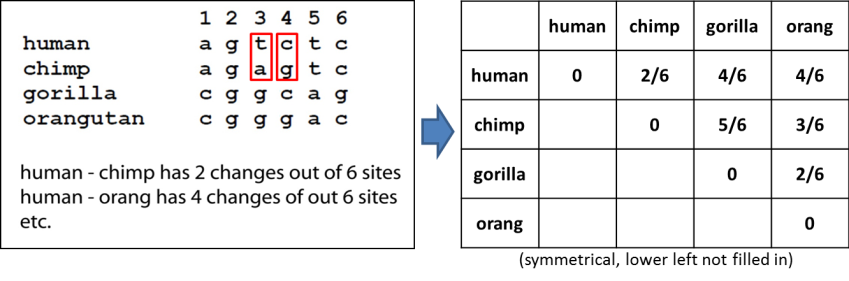 1 2 3 4 5 6
human a g t c t c
chimp a g a g t c
gorilla c g g c a g
orangutan c g g g a c
human - chimp has 2 changes out of 6 sites
human - orang has 4 changes of out 6 sites
etc.
human chimp gorilla orang
human 0 2/6 4/6 4/6
chimp 0 5/6 3/6
gorilla 0 2/6
orang 0
(symmetrical, lower left not filled in)